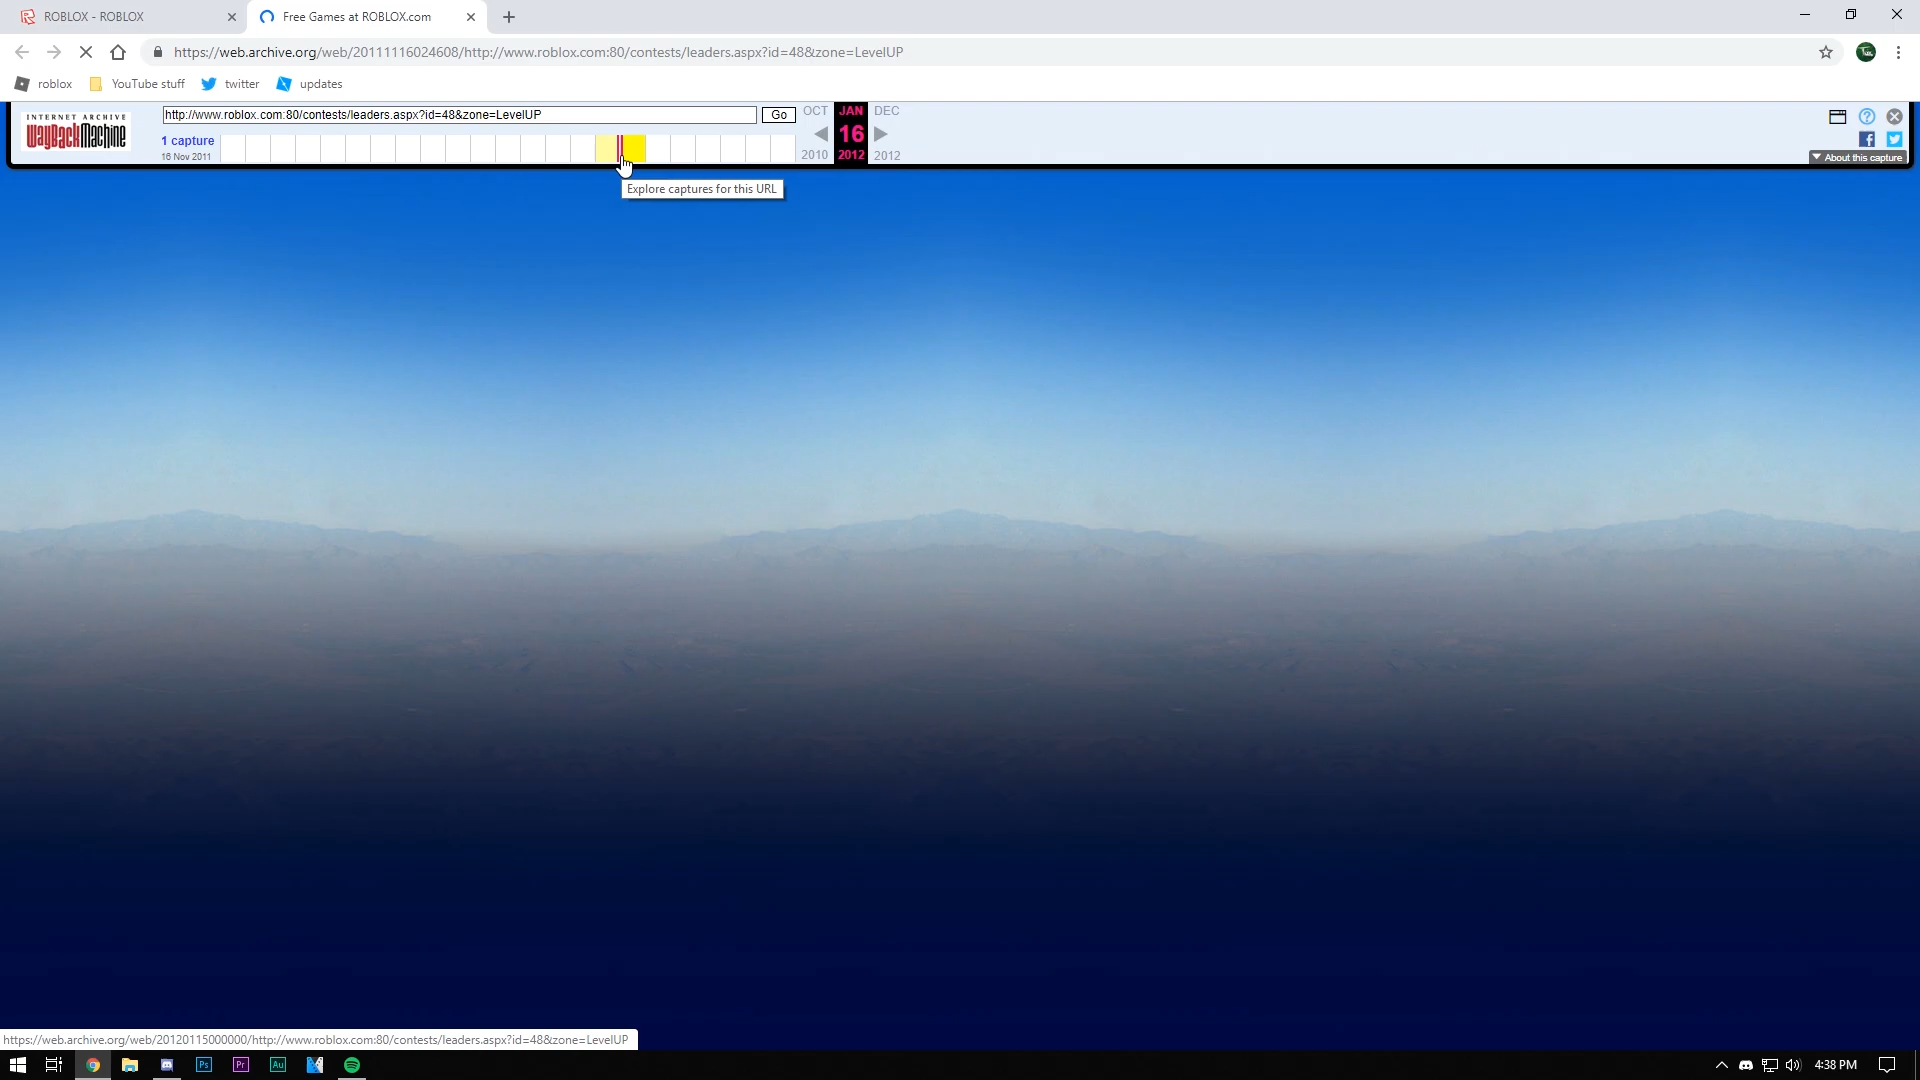 ROBLOX - ROBLOX
Free Games at ROBLOX.com
https://web.archive.org/web/20111116024608/http://www.roblox.com:80/contests/leaders.aspx?id=48&zone=LevelUP
roblox
YouTube stuff
twitter
updates
INTERNET ARCHIVE
WayBackMachine
http://www.roblox.com:80/contests/leaders.aspx?id=48&zone=LevelUP
Go
OCT
JAN
DEC
1 capture
16
16 Nov 2011
2010
2012
2012
About this capture
Explore captures for this URL
https://web.archive.org/web/20120115000000/http://www.roblox.com:80/contests/leaders.aspx?id=48&zone=LevelUP
Ps
Pr
Au
4:38 PM